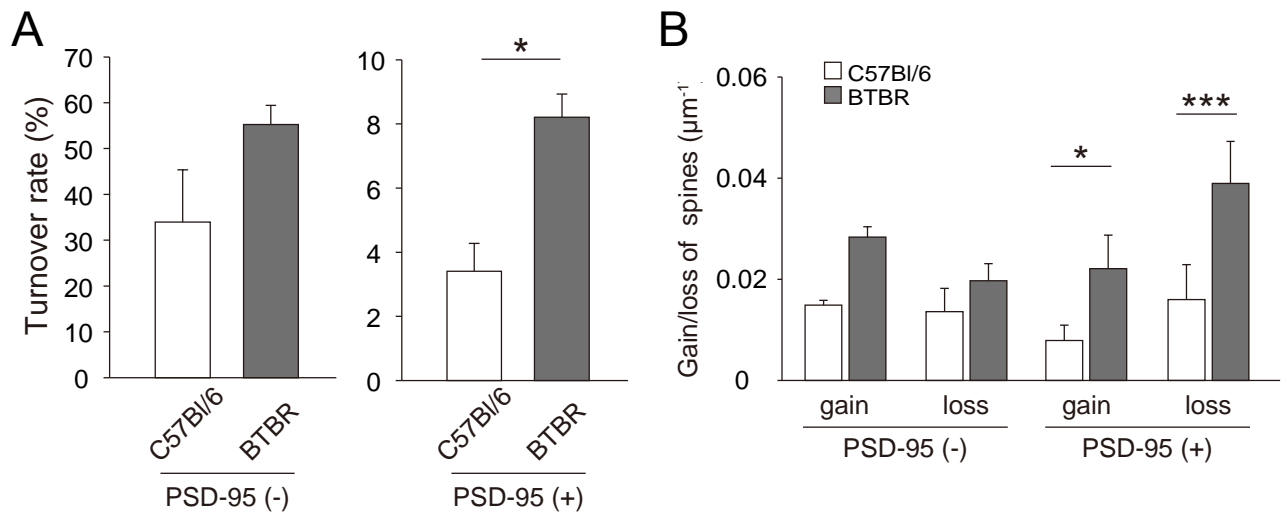 A
Turnover rate (%)
70
60
50
40
30
20
10
0
C57Bl/6
BTBR
PSD-95 (-)
*
10
8
6
4
2
0
C57Bl/6
BTBR
PSD-95 (+)
B
Gain/loss of spines (μm⁻¹
0.06
0.04
0.02
0
C57Bl/6
BTBR
*
***
gain loss gain loss
PSD-95 (-) PSD-95 (+)